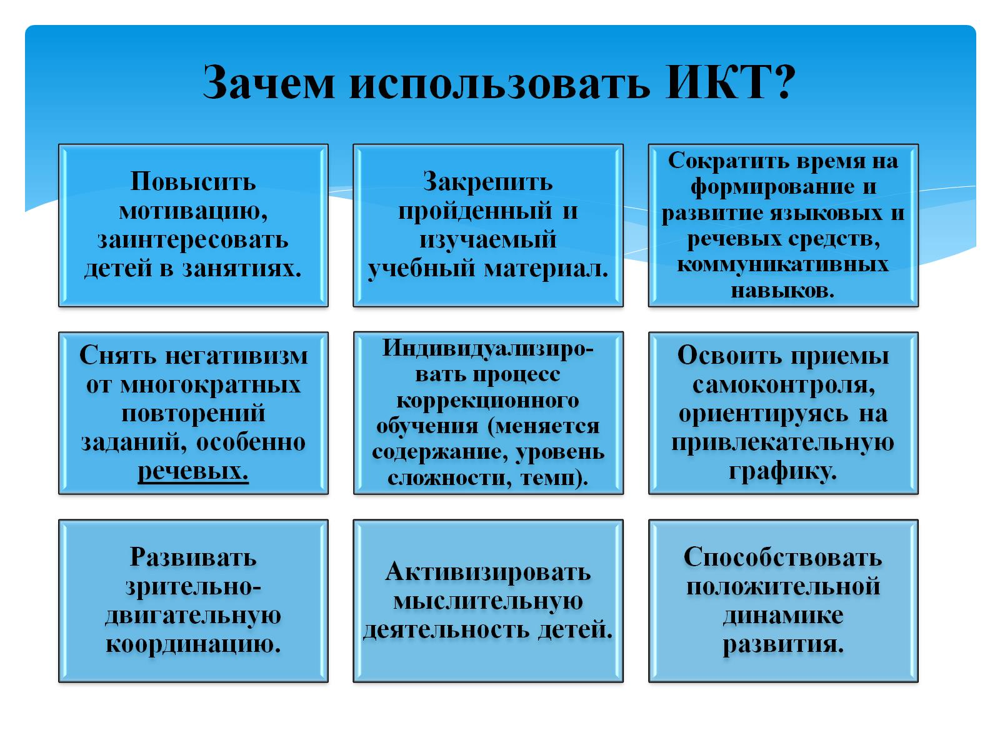 Зачем использовать ИКТ?
Повысить
мотивацию,
заинтересовать
детей в занятиях.
Закрепить
пройденный и
изучаемый
учебный материал.
Сократить время на
формирование и
развитие языковых и
речевых средств,
коммуникативных
навыков.
Снять негативизм
от многократных
повторений
заданий, особенно
речевых.
Индивидуализиро-
вать процесс
коррекционного
обучения (меняется
содержание, уровень
сложности, темп).
Освоить приемы
самоконтроля,
ориентируясь на
привлекательную
графику.
Развивать
зрительно-
двигательную
координацию.
Активизировать
мыслительную
деятельность детей.
Способствовать
положительной
динамике
развития.